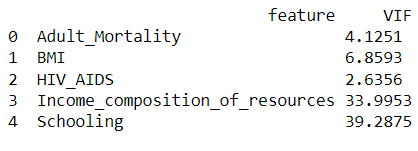 feature VIF
0 Adult_Mortality 4.1251
1 BMI 6.8593
2 HIV_AIDS 2.6356
3 Income_composition_of_resources 33.9953
4 Schooling 39.2875